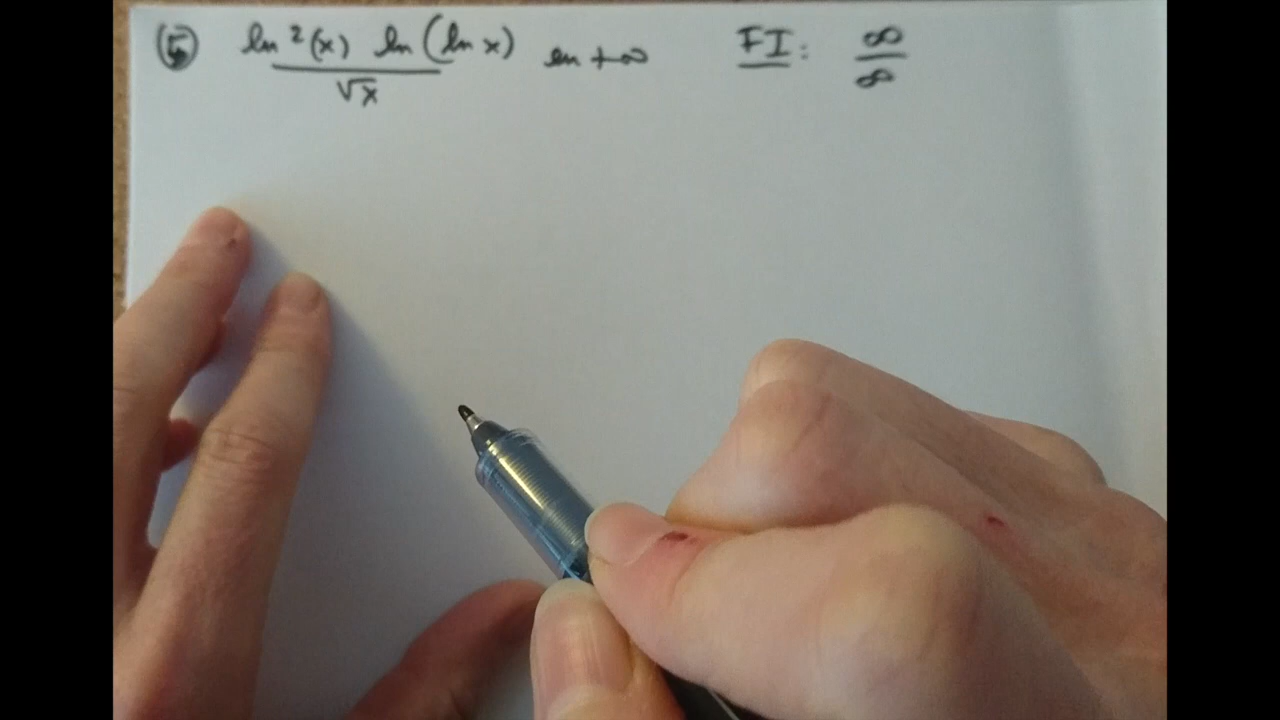 ⑤ ln²(x) ln(ln x) / √x en +∞ FI: ∞/∞